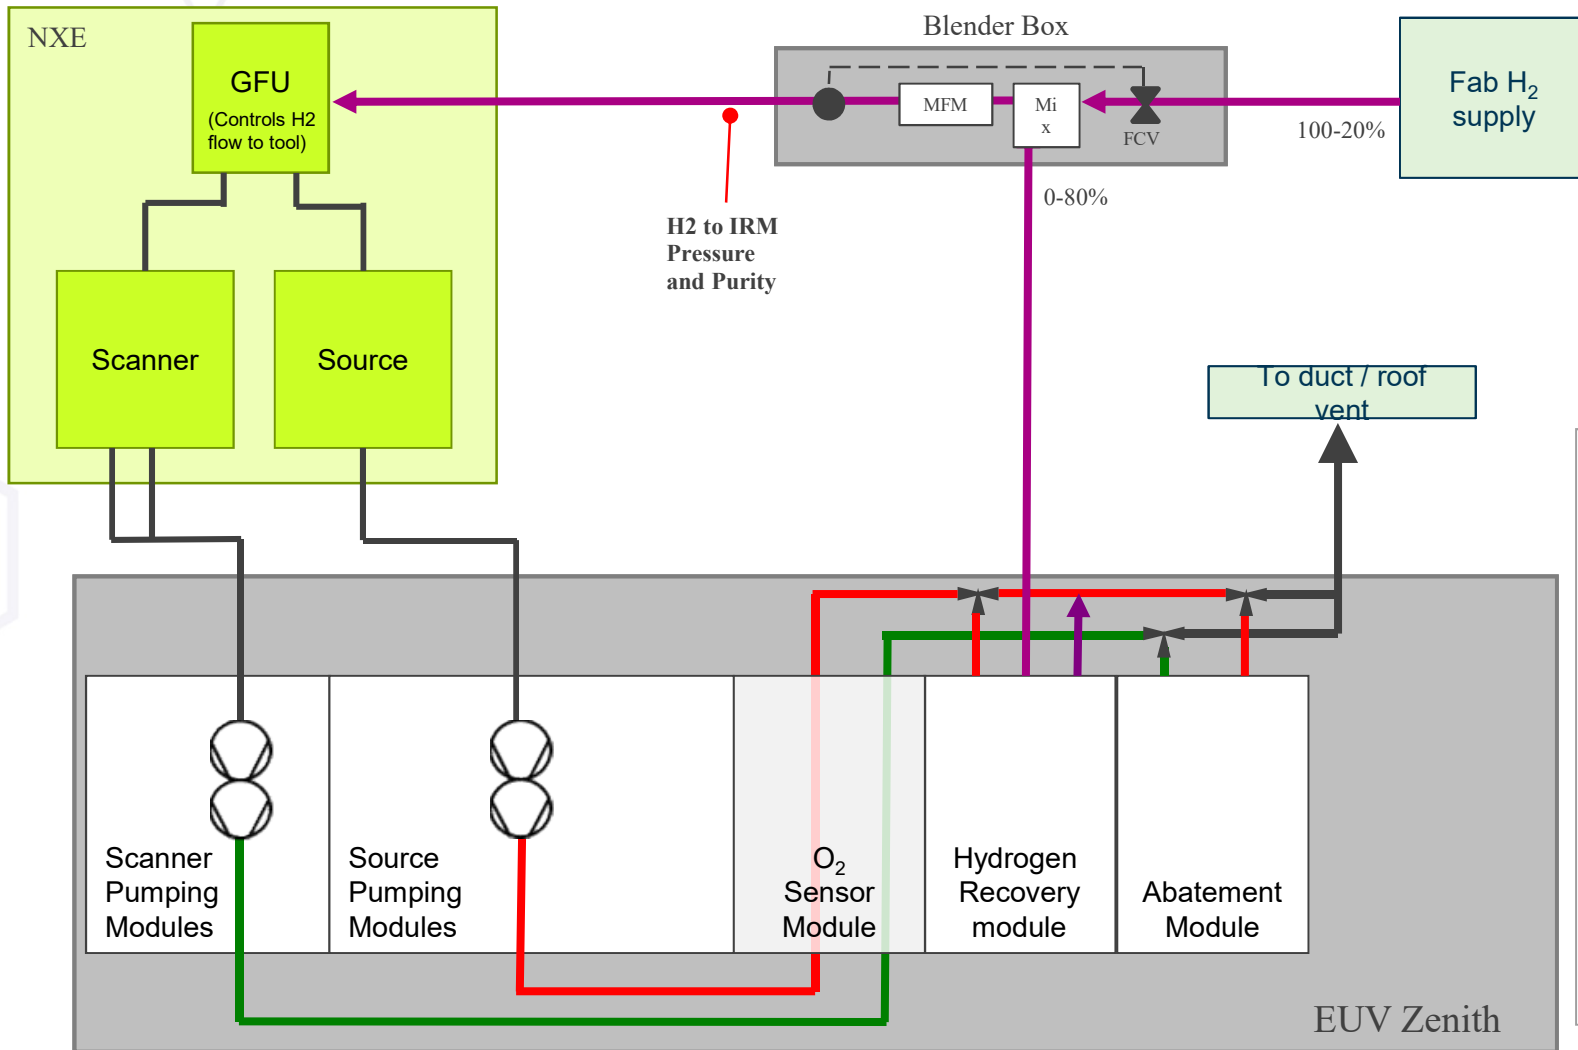 NXE
GFU
(Controls H2
flow to tool)
Scanner
Source
Blender Box
MFM
Mi
x
FCV
Fab H₂
supply
100-20%
0-80%
H2 to IRM
Pressure
and Purity
To duct / roof
vent
Scanner
Pumping
Modules
Source
Pumping
Modules
O₂
Sensor
Module
Hydrogen
Recovery
module
Abatement
Module
EUV Zenith